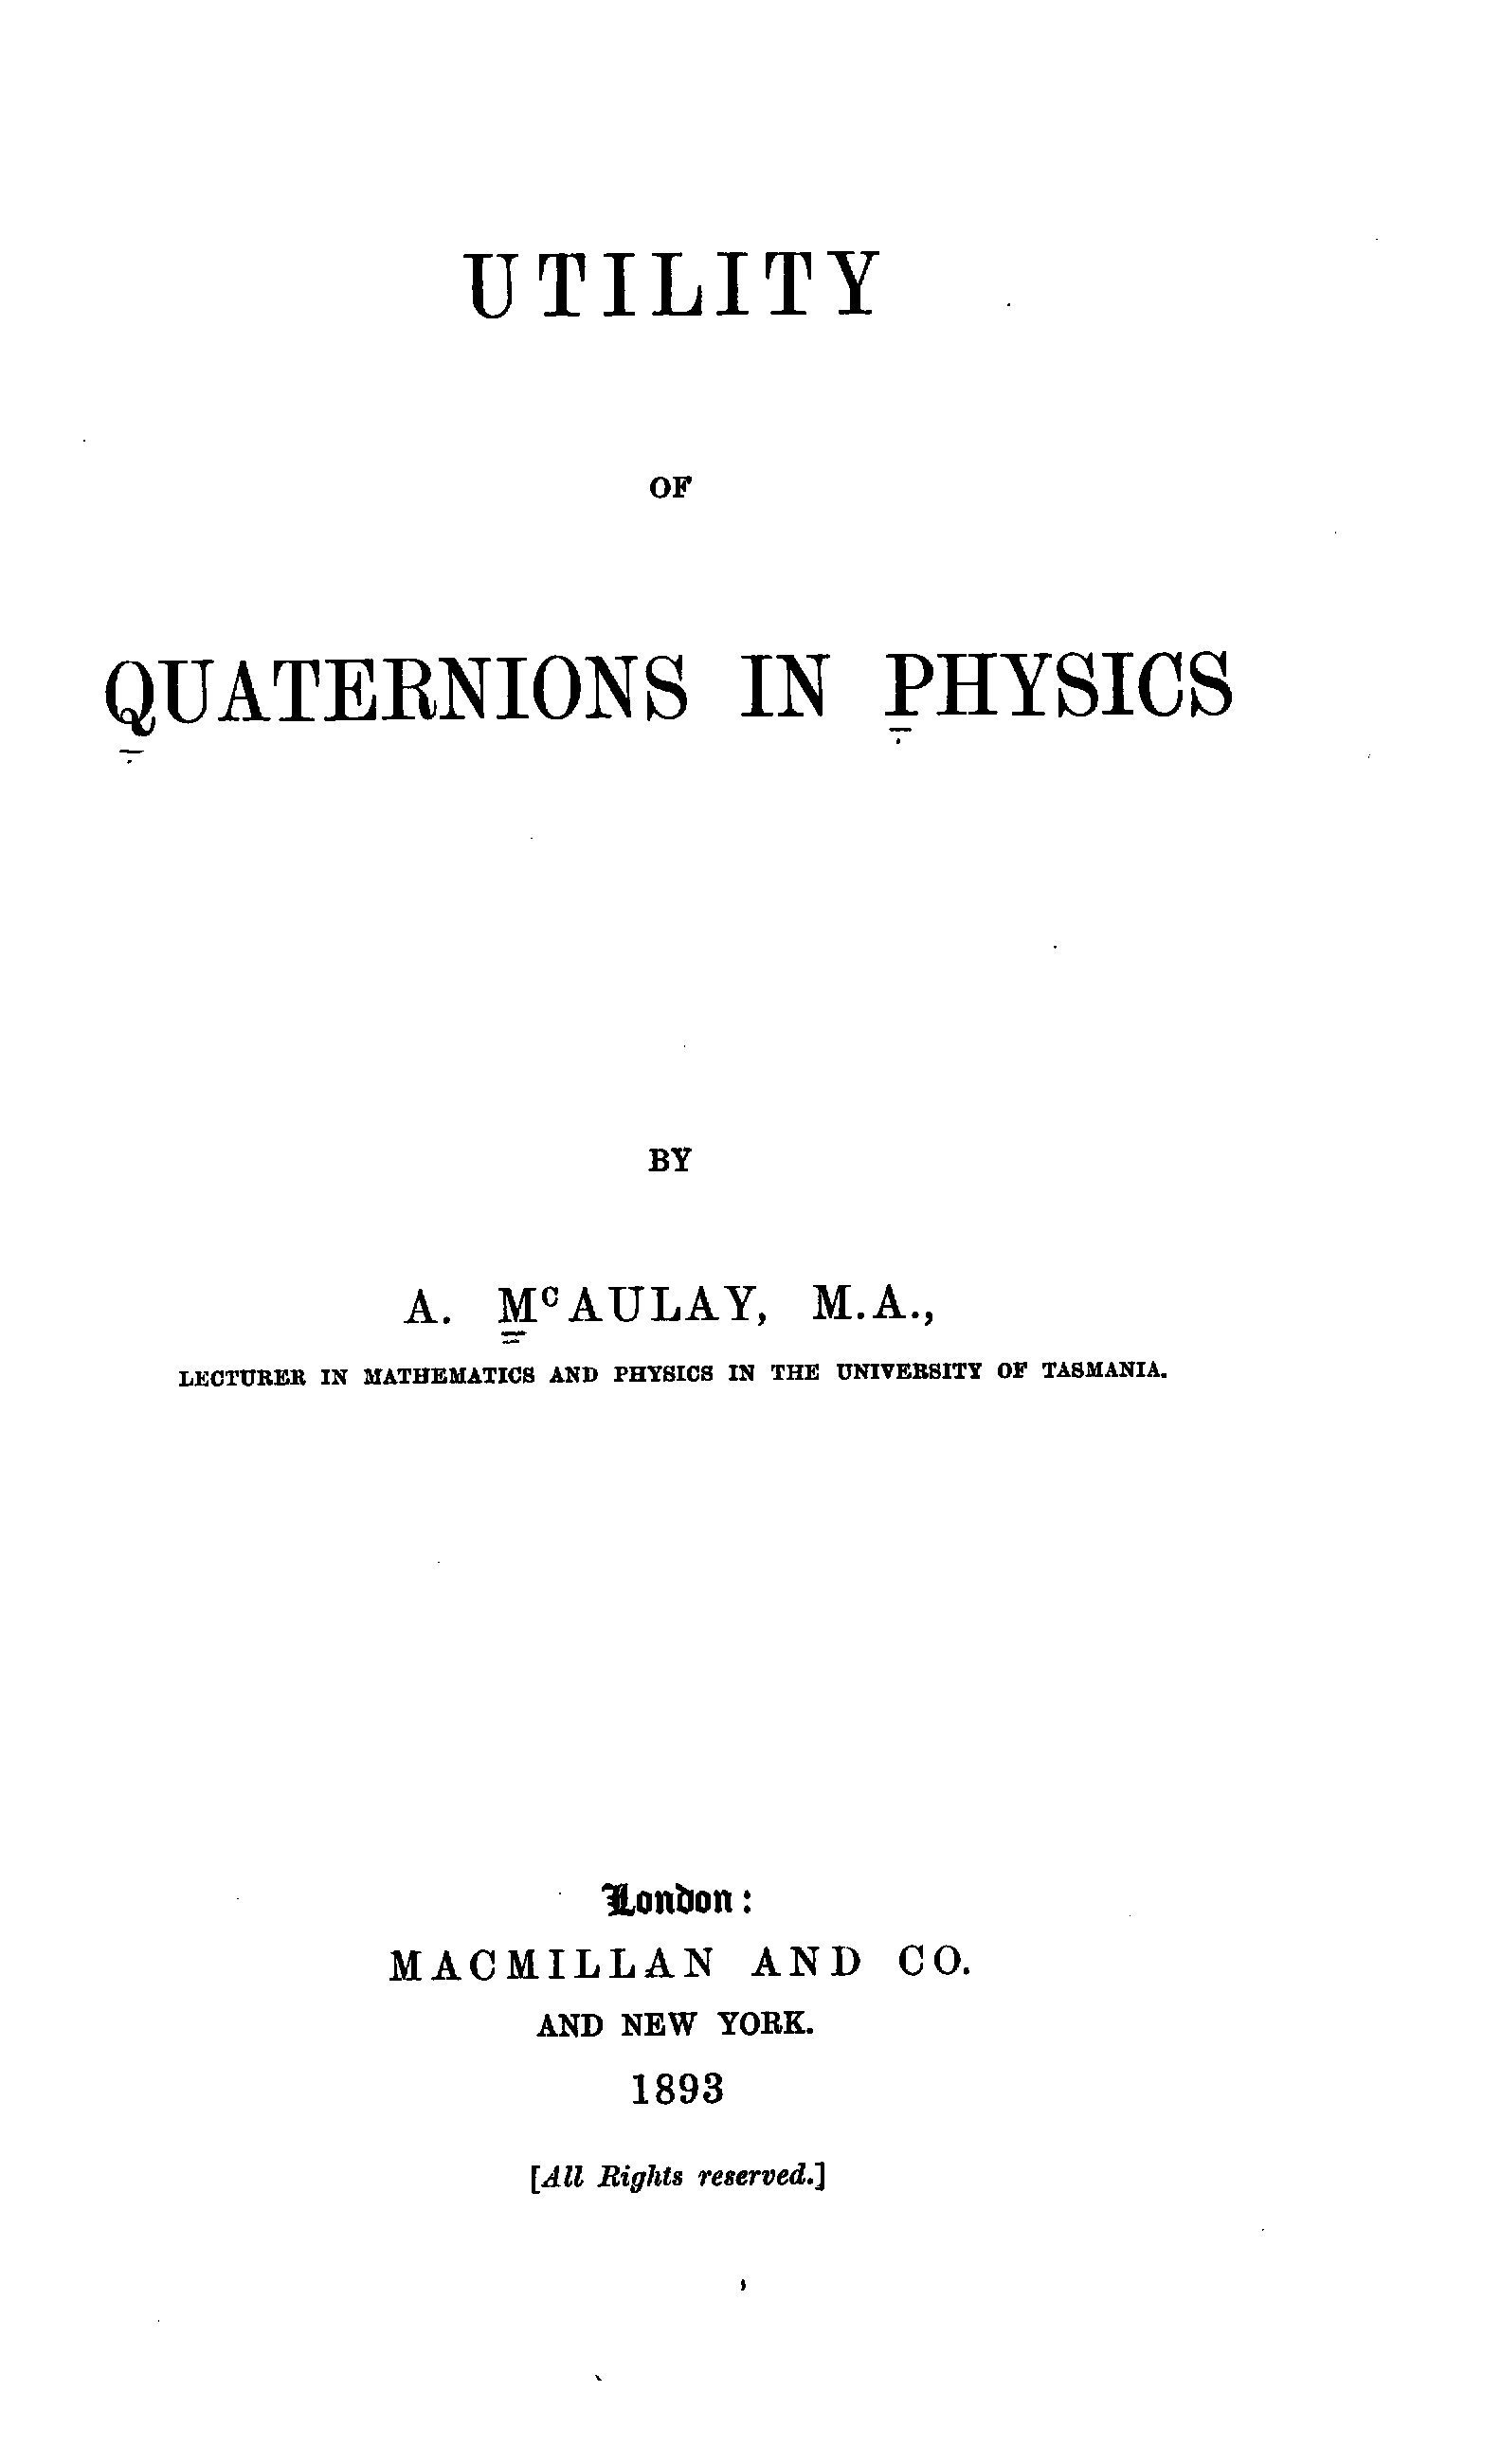 UTILITY
OF
QUATERNIONS IN PHYSICS
BY
A. MCAULAY, M.A.,
LECTURER IN MATHEMATICS AND PHYSICS IN THE UNIVERSITY OF TASMANIA.
London:
MACMILLAN AND CO.
AND NEW YORK.
1893
[All Rights reserved.]